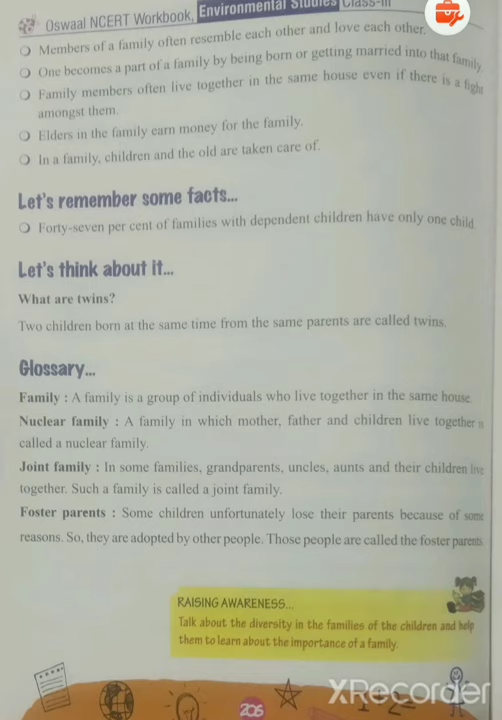 Oswaal NCERT Workbook, Environmental Studies Class-III
Members of a family often resemble each other and love each other.
One becomes a part of a family by being born or getting married into that family.
Family members often live together in the same house even if there is a fight
amongst them.
Elders in the family earn money for the family.
In a family, children and the old are taken care of.
Let's remember some facts...
Forty-seven per cent of families with dependent children have only one child.
Let's think about it...
What are twins?
Two children born at the same time from the same parents are called twins.
Glossary...
Family : A family is a group of individuals who live together in the same house.
Nuclear family : A family in which mother, father and children live together is
called a nuclear family.
Joint family : In some families, grandparents, uncles, aunts and their children live
together. Such a family is called a joint family.
Foster parents : Some children unfortunately lose their parents because of some
reasons. So, they are adopted by other people. Those people are called the foster parents.
RAISING AWARENESS...
Talk about the diversity in the families of the children and help
them to learn about the importance of a family.
206
1+2=
XRecorder